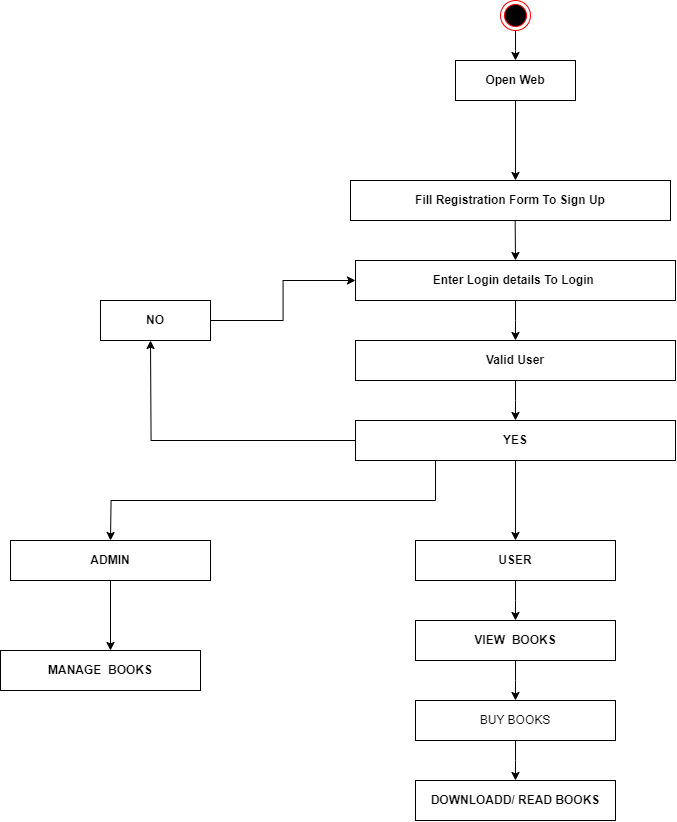 Open Web
Fill Registration Form To Sign Up
Enter Login details To Login
NO
Valid User
YES
ADMIN
USER
VIEW BOOKS
MANAGE BOOKS
BUY BOOKS
DOWNLOADD/ READ BOOKS